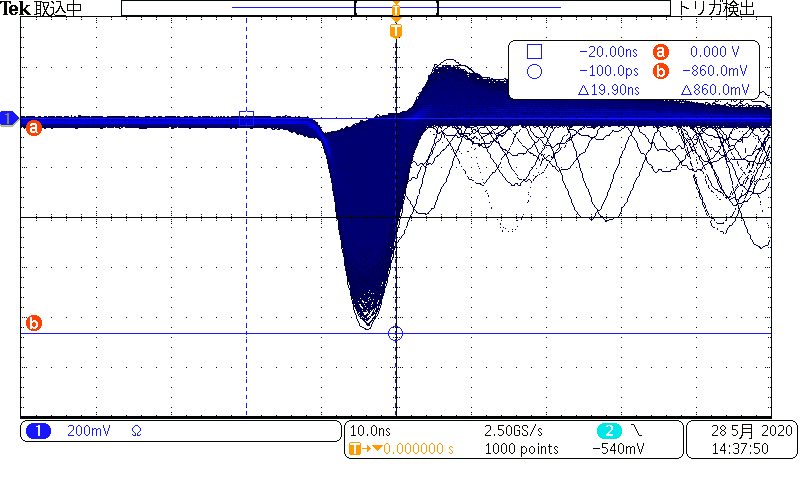 Tek 取込中 トリガ検出
T
T
□ −20.00ns a 0.000 V
○ −100.0ps b −860.0mV
Δ19.90ns Δ860.0mV
1
a
b
1 200mV Ω 10.0ns 2.50GS/s 2 28 5月 2020
T→▼0.000000 s 1000 points −540mV 14:37:50